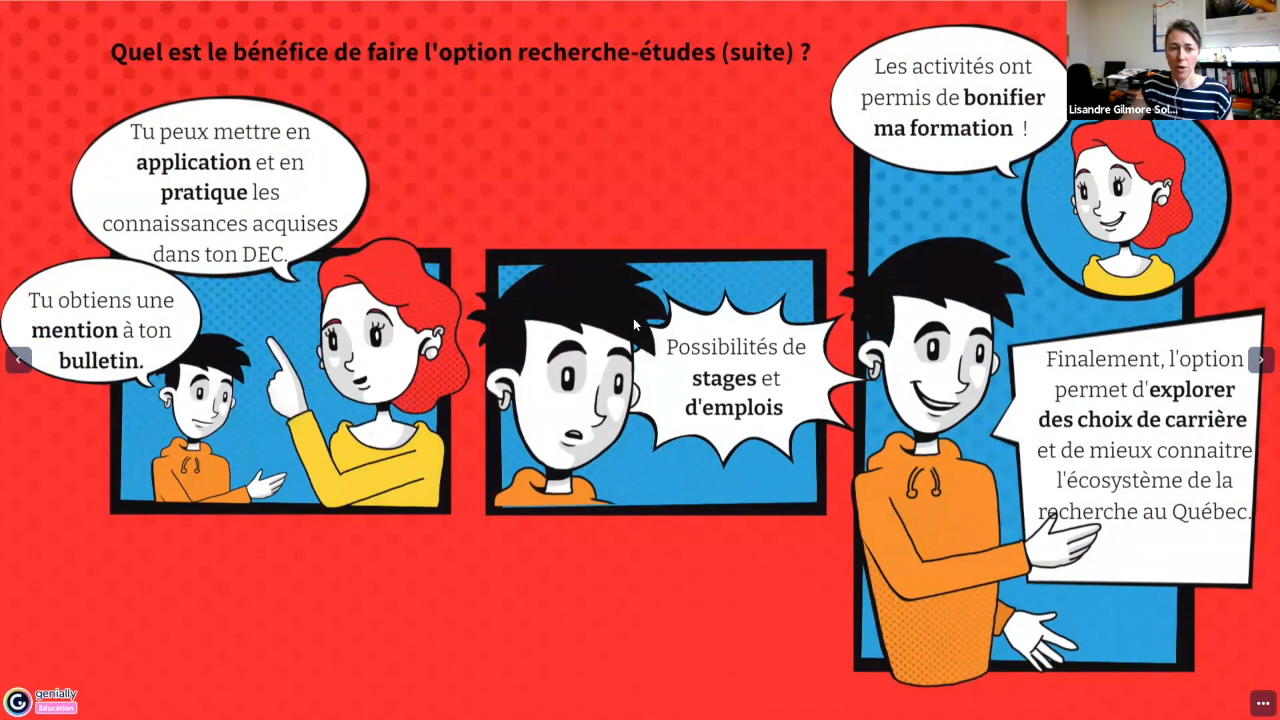 Quel est le bénéfice de faire l'option recherche-études (suite) ?
Tu peux mettre en
application et en
pratique les
connaissances acquises
dans ton DEC.
Tu obtiens une
mention à ton
bulletin.
Possibilités de
stages et
d'emplois
Les activités ont
permis de bonifier
ma formation !
Lisandre Gilmore Sol...
Finalement, l'option
permet d'explorer
des choix de carrière
et de mieux connaitre
l'écosystème de la
recherche au Québec.
genially
Education